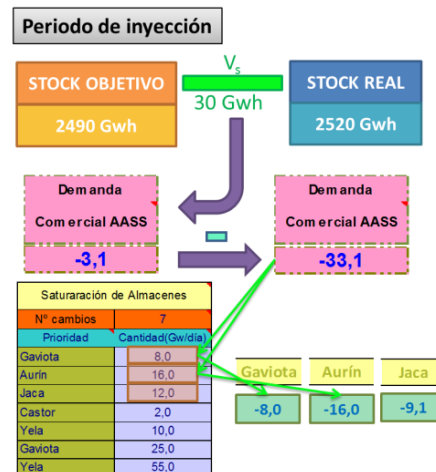 Periodo de inyección
STOCK OBJETIVO
2490 Gwh
Vs
30 Gwh
STOCK REAL
2520 Gwh
Demanda
Comercial AASS
-3,1
Demanda
Comercial AASS
-33,1
Saturaración de Almacenes
Nº cambios 7
Prioridad Cantidad(Gw/día)
Gaviota 8,0
Aurín 16,0
Jaca 12,0
Castor 2,0
Yela 10,0
Gaviota 25,0
Yela 55,0
Gaviota Aurín Jaca
-8,0 -16,0 -9,1